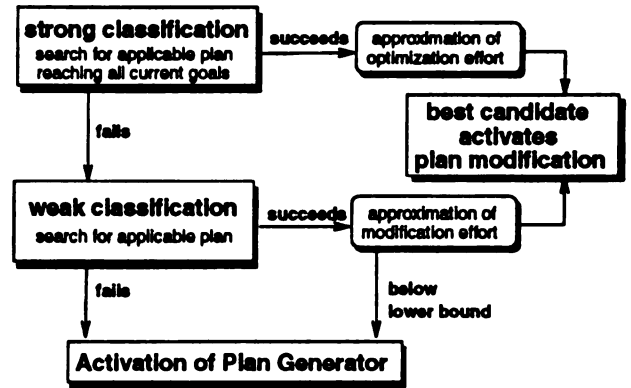 strong classification
search for applicable plan
reaching all current goals
succeeds
approximation of
optimization effort
best candidate
activates
plan modification
fails
weak classification
search for applicable plan
succeeds
approximation of
modification effort
fails
below
lower bound
Activation of Plan Generator